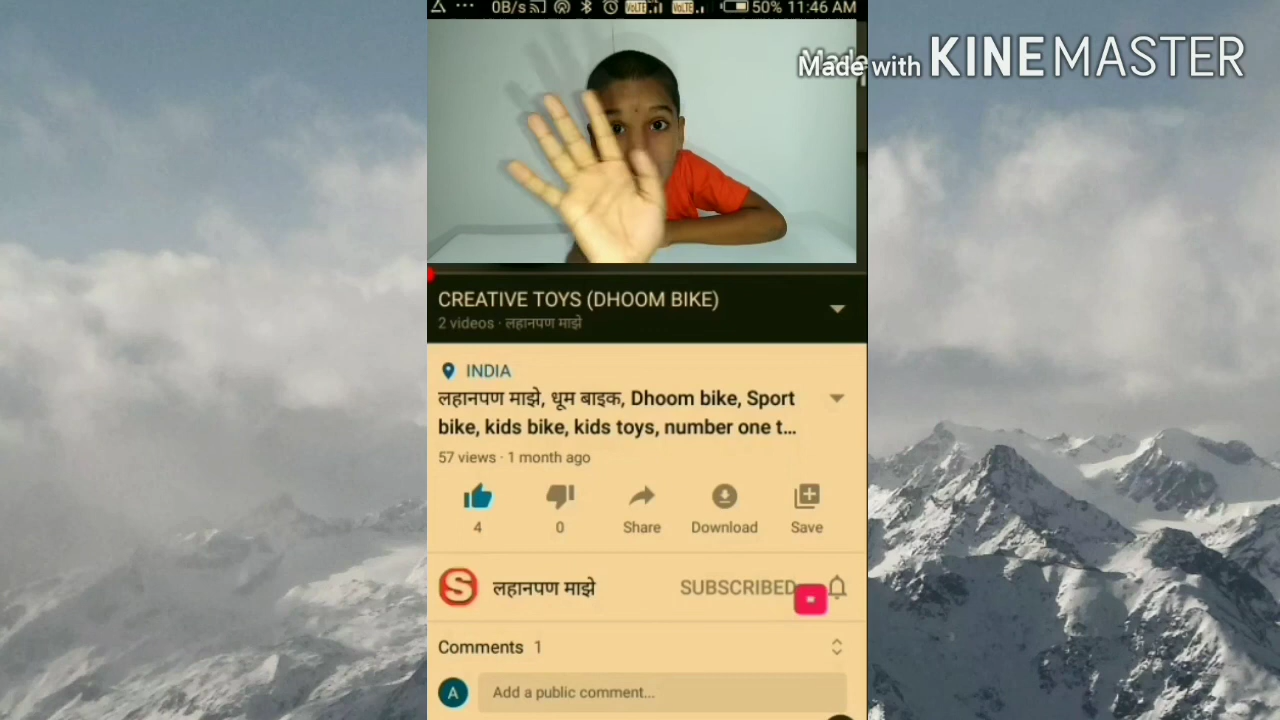 0B/s VoLTE VoLTE 50% 11:46 AM
Made with KINEMASTER
CREATIVE TOYS (DHOOM BIKE)
2 videos · लहानपण माझे
INDIA
लहानपण माझे, धूम बाइक, Dhoom bike, Sport
bike, kids bike, kids toys, number one t...
57 views · 1 month ago
4 0 Share Download Save
S लहानपण माझे SUBSCRIBED
Comments 1
A Add a public comment...